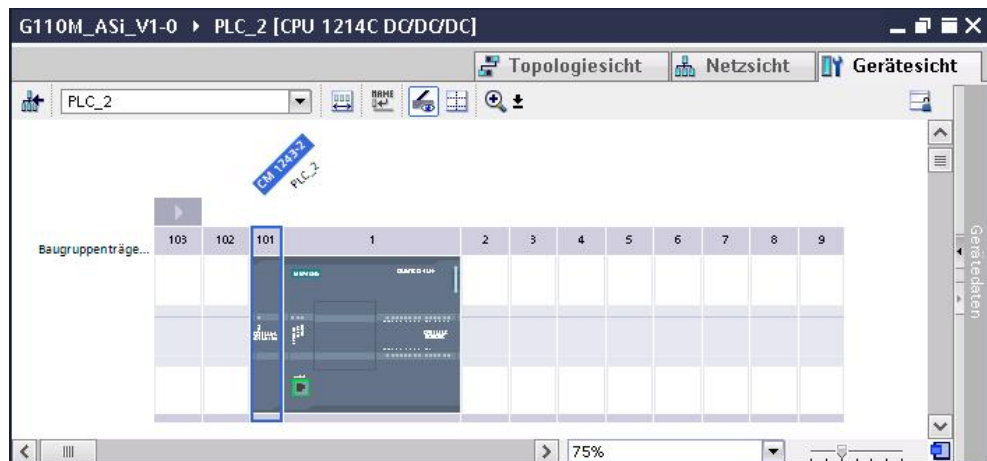 G110M_ASi_V1-0 ▸ PLC_2 [CPU 1214C DC/DC/DC]
Topologiesicht Netzsicht Gerätesicht
PLC_2
CM 1243-2
PLC_2
Baugruppenträge... 103 102 101 1 2 3 4 5 6 7 8 9
SIEMENS
Gerätedaten
75%